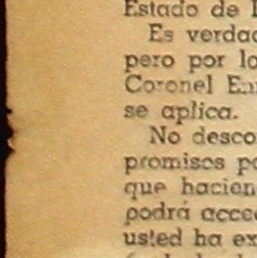 Estado de
Es verdad
pero por lo
Coronel
se aplica.
No desco
promisos po
que hacien
podrá acce
usted ha ex